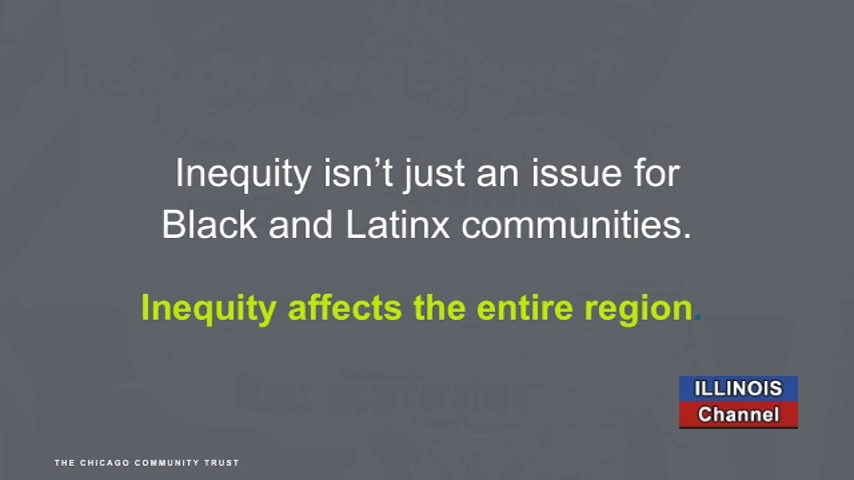 Inequity isn’t just an issue for
Black and Latinx communities.
Inequity affects the entire region.
ILLINOIS
Channel
THE CHICAGO COMMUNITY TRUST